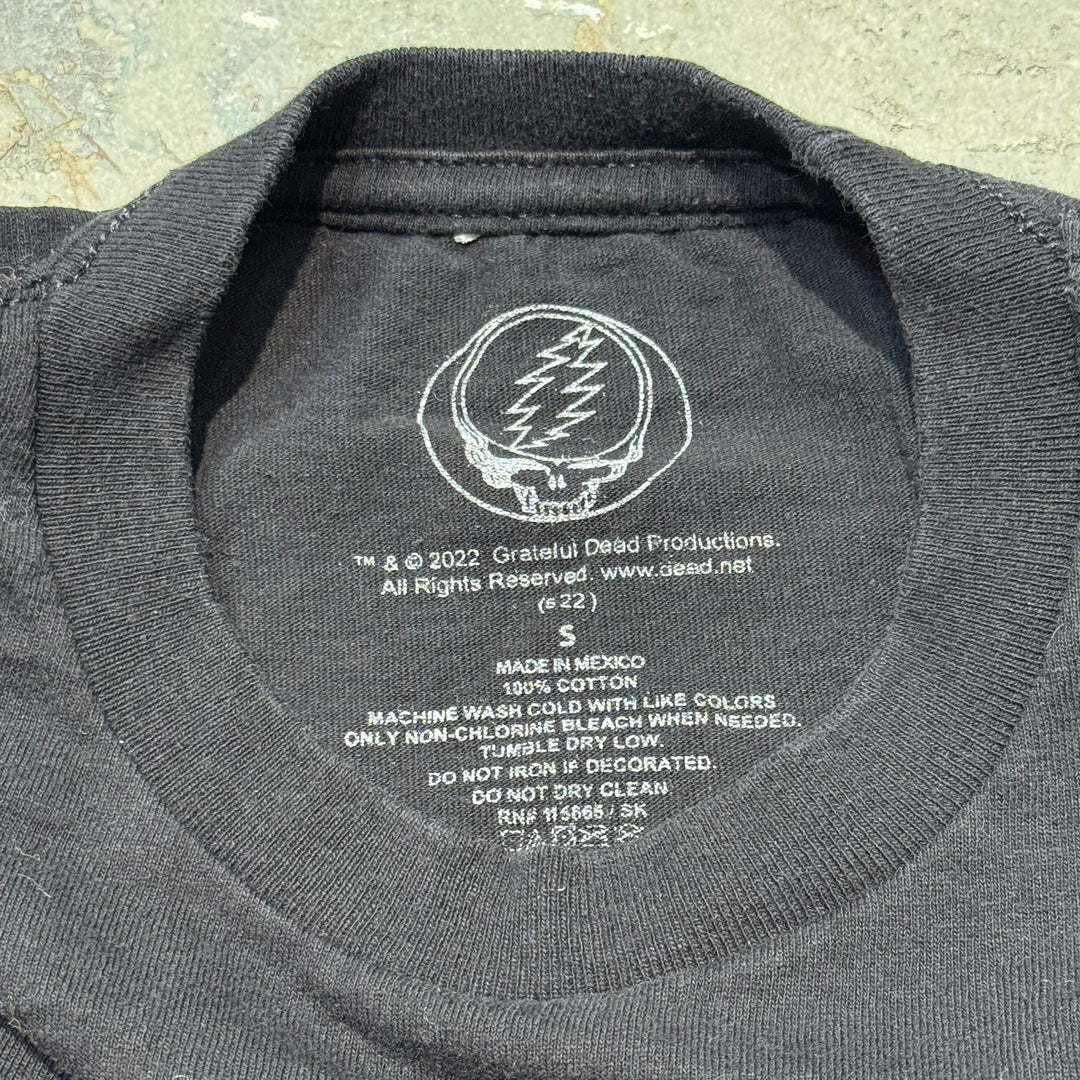 ™ & © 2022 Grateful Dead Productions.
All Rights Reserved. www.dead.net
(s22)
S
MADE IN MEXICO
100% COTTON
MACHINE WASH COLD WITH LIKE COLORS
ONLY NON-CHLORINE BLEACH WHEN NEEDED.
TUMBLE DRY LOW.
DO NOT IRON IF DECORATED.
DO NOT DRY CLEAN
RN# 115665 / SK